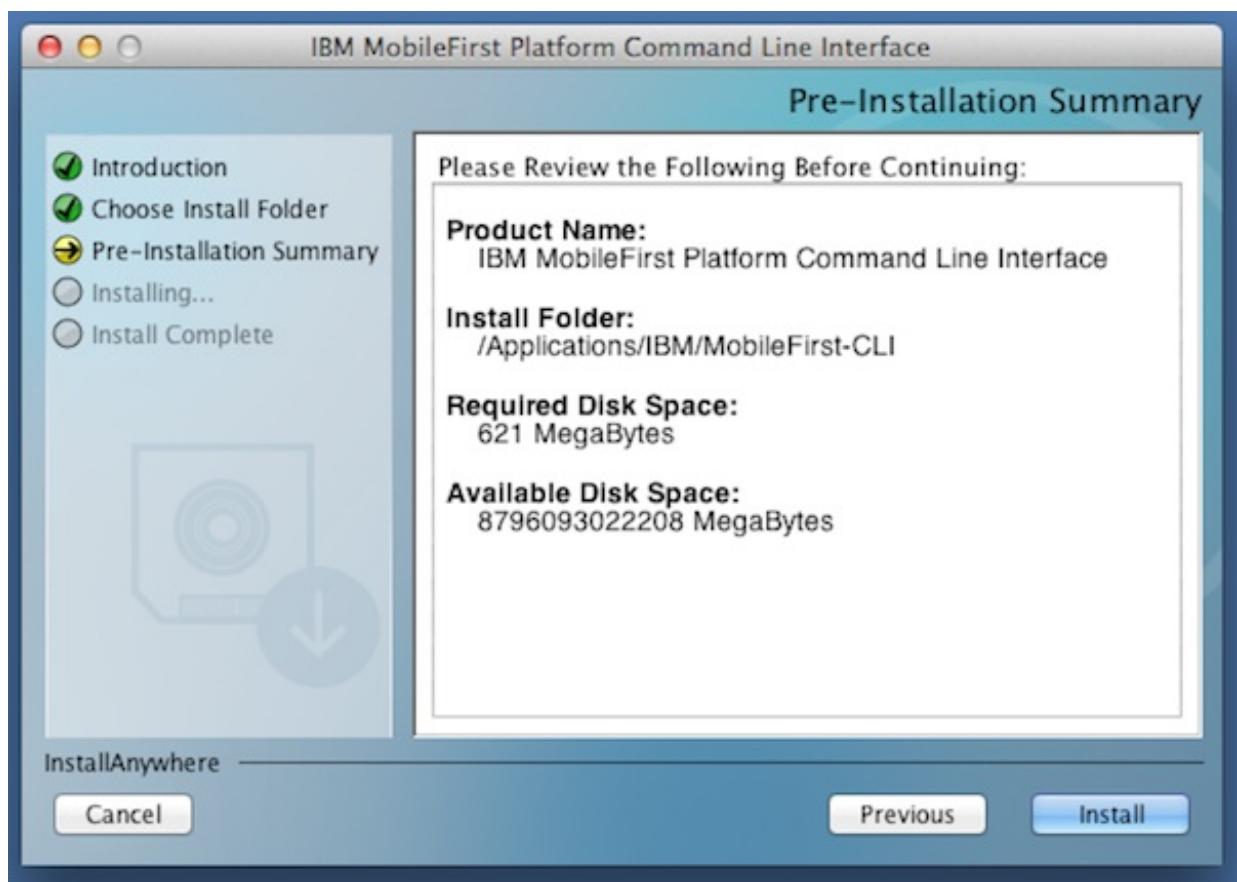 IBM MobileFirst Platform Command Line Interface
Pre-Installation Summary
Introduction
Choose Install Folder
Pre-Installation Summary
Installing...
Install Complete
Please Review the Following Before Continuing:
Product Name:
IBM MobileFirst Platform Command Line Interface
Install Folder:
/Applications/IBM/MobileFirst-CLI
Required Disk Space:
621 MegaBytes
Available Disk Space:
8796093022208 MegaBytes
InstallAnywhere
Cancel
Previous
Install